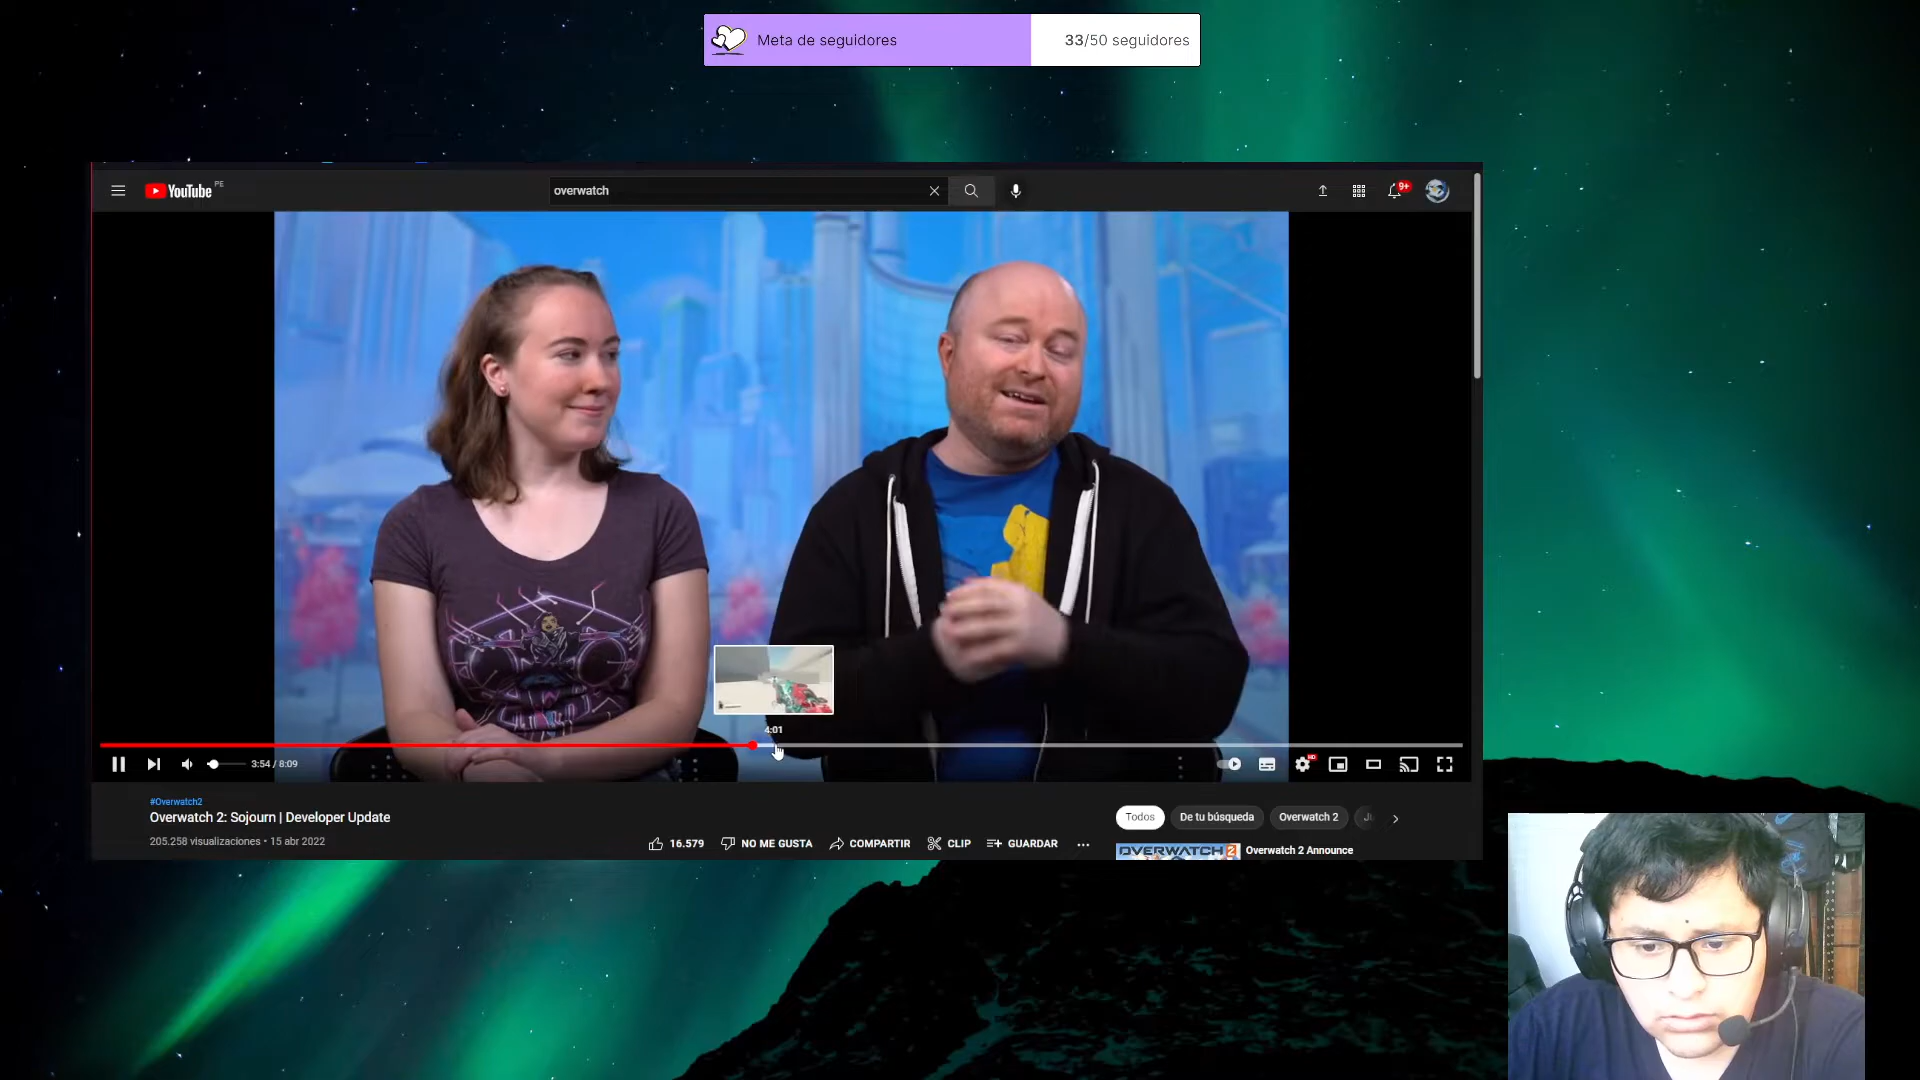 Meta de seguidores
33/50 seguidores
YouTube PE
overwatch
9+
4:01
3:54 / 8:09
HD
#Overwatch2
Overwatch 2: Sojourn | Developer Update
205.258 visualizaciones • 15 abr 2022
16.579
NO ME GUSTA
COMPARTIR
CLIP
GUARDAR
Todos
De tu búsqueda
Overwatch 2
OVERWATCH 2
Overwatch 2 Announce